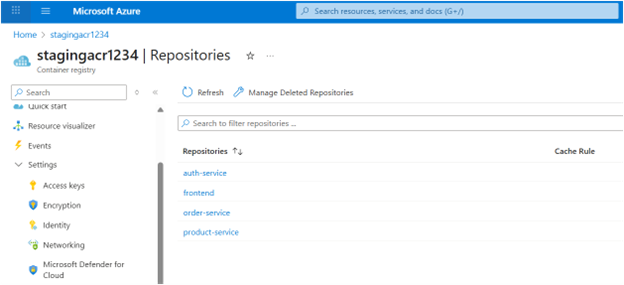 Microsoft Azure
Search resources, services, and docs (G+/)
Home > stagingacr1234 >
stagingacr1234 | Repositories
Container registry
Search
Refresh
Manage Deleted Repositories
Quick start
Resource visualizer
Events
Settings
Access keys
Encryption
Identity
Networking
Microsoft Defender for
Cloud
Search to filter repositories ...
Repositories ↑↓ Cache Rule
auth-service
frontend
order-service
product-service